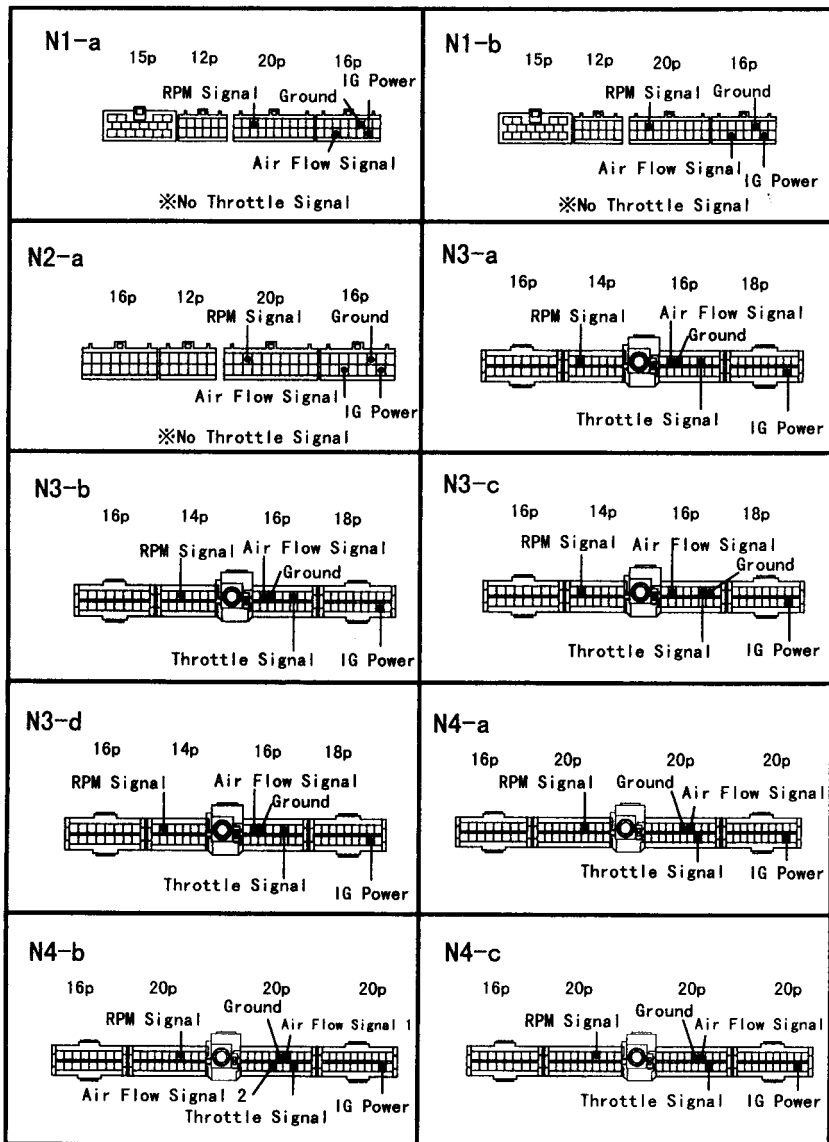 N1-a
15p 12p 20p 16p
IG Power
RPM Signal Ground
Air Flow Signal
※No Throttle Signal
N1-b
15p 12p 20p 16p
RPM Signal Ground
Air Flow Signal
IG Power
※No Throttle Signal
N2-a
16p 12p 20p 16p
RPM Signal Ground
Air Flow Signal
IG Power
※No Throttle Signal
N3-a
16p 14p 16p 18p
RPM Signal Air Flow Signal
Ground
Throttle Signal
IG Power
N3-b
16p 14p 16p 18p
RPM Signal Air Flow Signal
Ground
Throttle Signal IG Power
N3-c
16p 14p 16p 18p
RPM Signal Air Flow Signal
Ground
Throttle Signal IG Power
N3-d
16p 14p 16p 18p
RPM Signal Air Flow Signal
Ground
Throttle Signal IG Power
N4-a
16p 20p 20p 20p
RPM Signal Ground
Air Flow Signal
Throttle Signal IG Power
N4-b
16p 20p 20p 20p
Ground
RPM Signal Air Flow Signal 1
Air Flow Signal 2
Throttle Signal IG Power
N4-c
16p 20p 20p 20p
Ground
RPM Signal Air Flow Signal
Throttle Signal IG Power